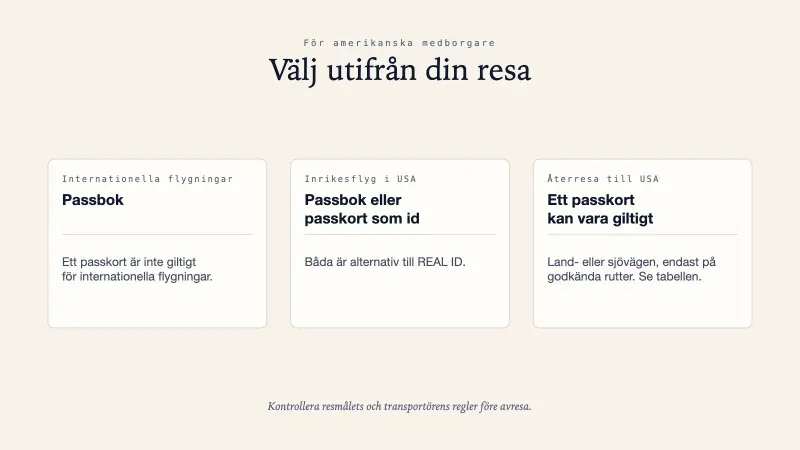 För amerikanska medborgare
Välj utifrån din resa
Internationella flygningar
Passbok
Ett passkort är inte giltigt
för internationella flygningar.
Inrikesflyg i USA
Passbok eller
passkort som id
Båda är alternativ till REAL ID.
Återresa till USA
Ett passkort
kan vara giltigt
Land- eller sjövägen, endast på
godkända rutter. Se tabellen.
Kontrollera resmålets och transportörens regler före avresa.